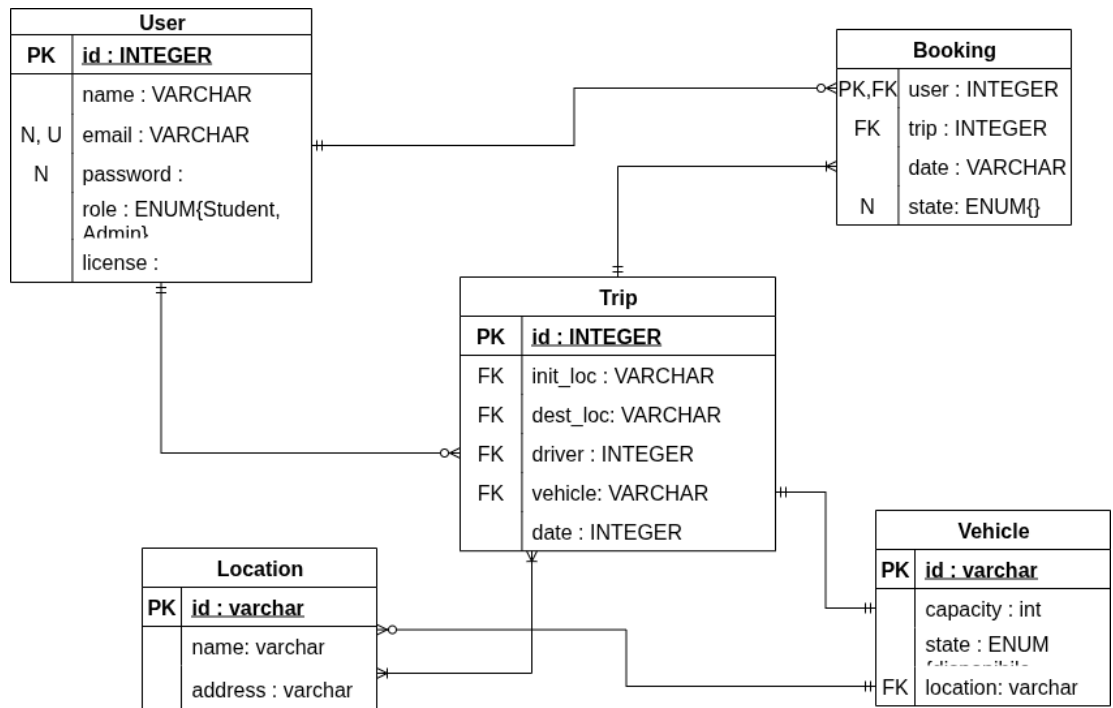 User
PK id : INTEGER
name : VARCHAR
N, U email : VARCHAR
N password :
role : ENUM{Student,
Admin}
license :
Booking
PK,FK user : INTEGER
FK trip : INTEGER
date : VARCHAR
N state: ENUM{}
Trip
PK id : INTEGER
FK init_loc : VARCHAR
FK dest_loc: VARCHAR
FK driver : INTEGER
FK vehicle: VARCHAR
date : INTEGER
Location
PK id : varchar
name: varchar
address : varchar
Vehicle
PK id : varchar
capacity : int
state : ENUM
FK location: varchar